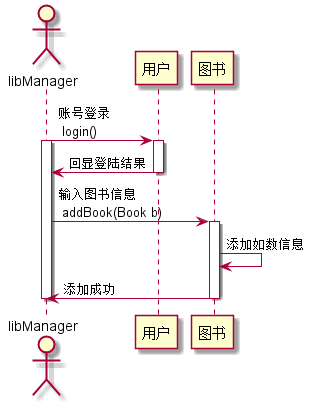 libManager
用户
图书
账号登录
login()
回显登陆结果
输入图书信息
addBook(Book b)
添加如数信息
添加成功
libManager
用户
图书